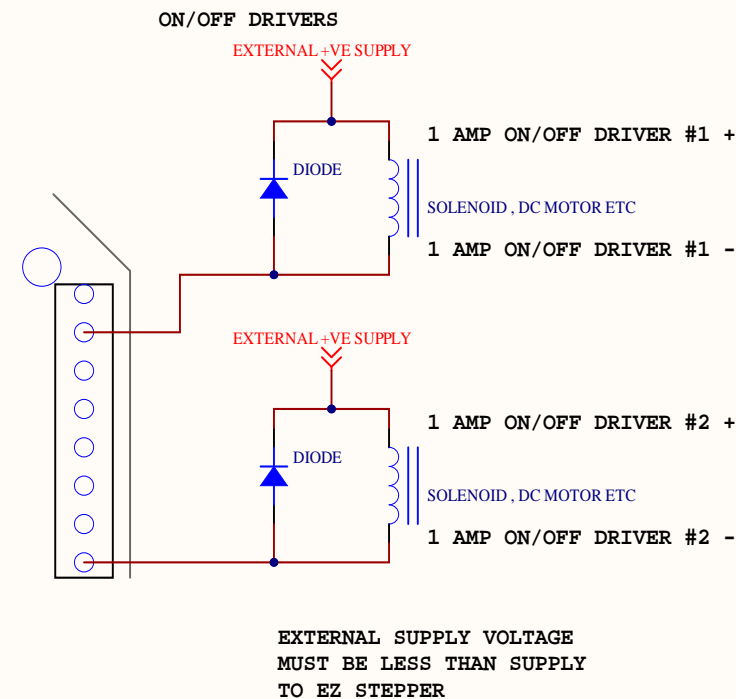 ON/OFF DRIVERS
EXTERNAL +VE SUPPLY
1 AMP ON/OFF DRIVER #1 +
DIODE
SOLENOID , DC MOTOR ETC
1 AMP ON/OFF DRIVER #1 -
EXTERNAL +VE SUPPLY
1 AMP ON/OFF DRIVER #2 +
DIODE
SOLENOID , DC MOTOR ETC
1 AMP ON/OFF DRIVER #2 -
EXTERNAL SUPPLY VOLTAGE
MUST BE LESS THAN SUPPLY
TO EZ STEPPER